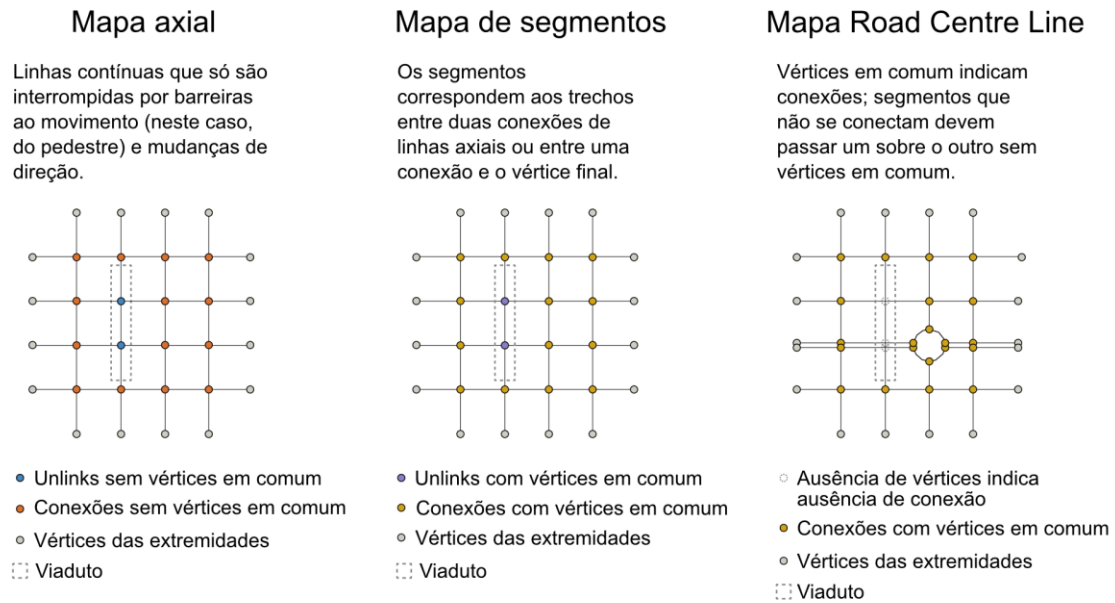 Mapa axial
Linhas contínuas que só são
interrompidas por barreiras
ao movimento (neste caso,
do pedestre) e mudanças de
direção.
Unlinks sem vértices em comum
Conexões sem vértices em comum
Vértices das extremidades
Viaduto
Mapa de segmentos
Os segmentos
correspondem aos trechos
entre duas conexões de
linhas axiais ou entre uma
conexão e o vértice final.
Unlinks com vértices em comum
Conexões com vértices em comum
Vértices das extremidades
Viaduto
Mapa Road Centre Line
Vértices em comum indicam
conexões; segmentos que
não se conectam devem
passar um sobre o outro sem
vértices em comum.
Ausência de vértices indica
ausência de conexão
Conexões com vértices em comum
Vértices das extremidades
Viaduto